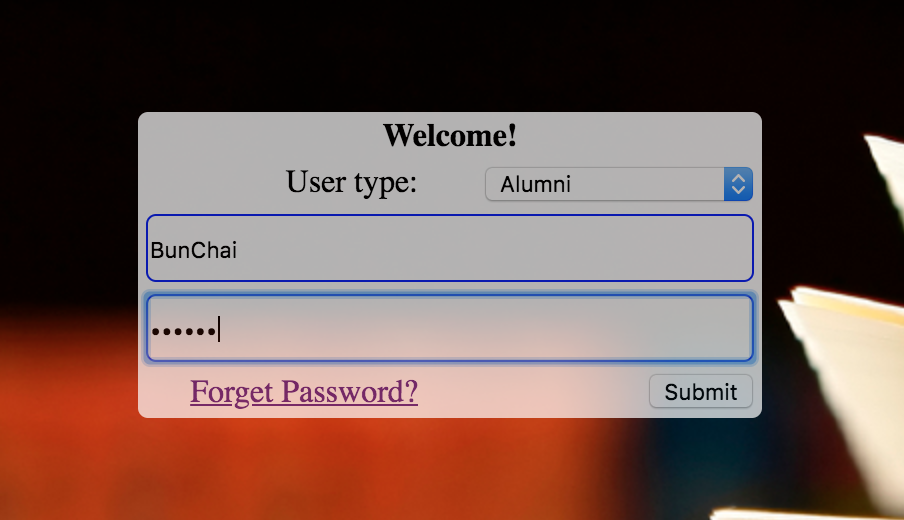 Welcome!
User type: Alumni
BunChai
••••••
Forget Password? Submit